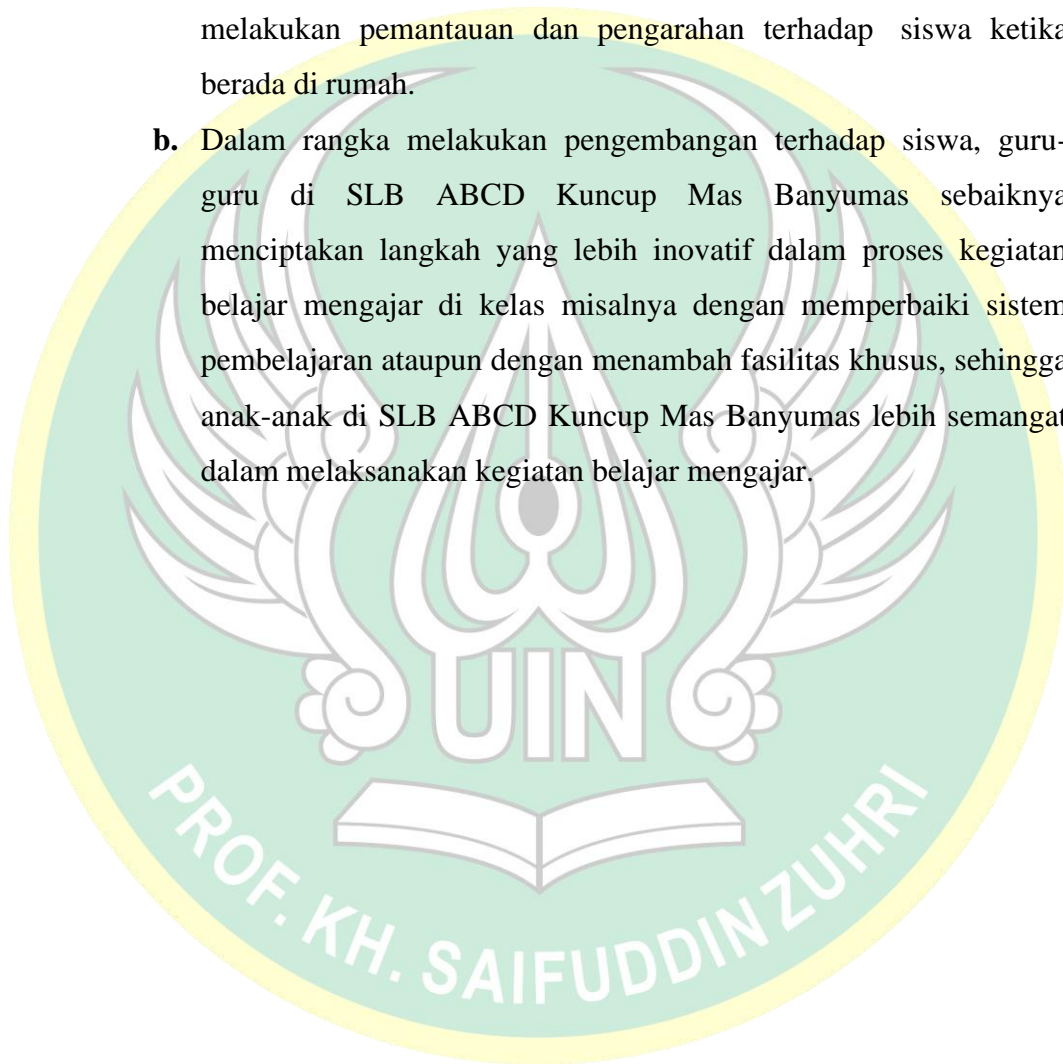 melakukan pemantauan dan pengarahan terhadap siswa ketika
berada di rumah.
b. Dalam rangka melakukan pengembangan terhadap siswa, guru-
guru di SLB ABCD Kuncup Mas Banyumas sebaiknya
menciptakan langkah yang lebih inovatif dalam proses kegiatan
belajar mengajar di kelas misalnya dengan memperbaiki sistem
pembelajaran ataupun dengan menambah fasilitas khusus, sehingga
anak-anak di SLB ABCD Kuncup Mas Banyumas lebih semangat
dalam melaksanakan kegiatan belajar mengajar.
UIN
PROF. KH. SAIFUDDIN ZUHRI